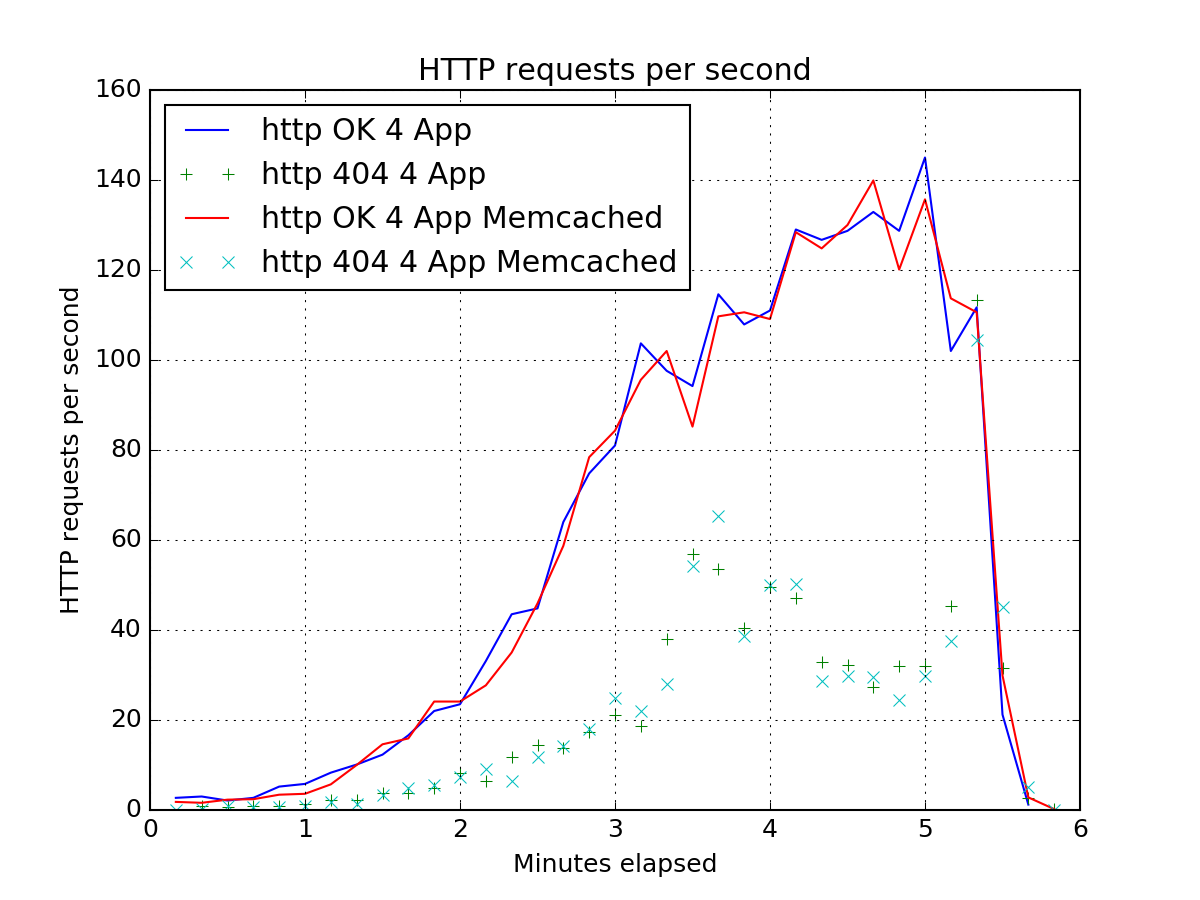 HTTP requests per second
160
140
120
100
80
60
40
20
0
HTTP requests per second
http OK 4 App
http 404 4 App
http OK 4 App Memcached
http 404 4 App Memcached
0 1 2 3 4 5 6
Minutes elapsed